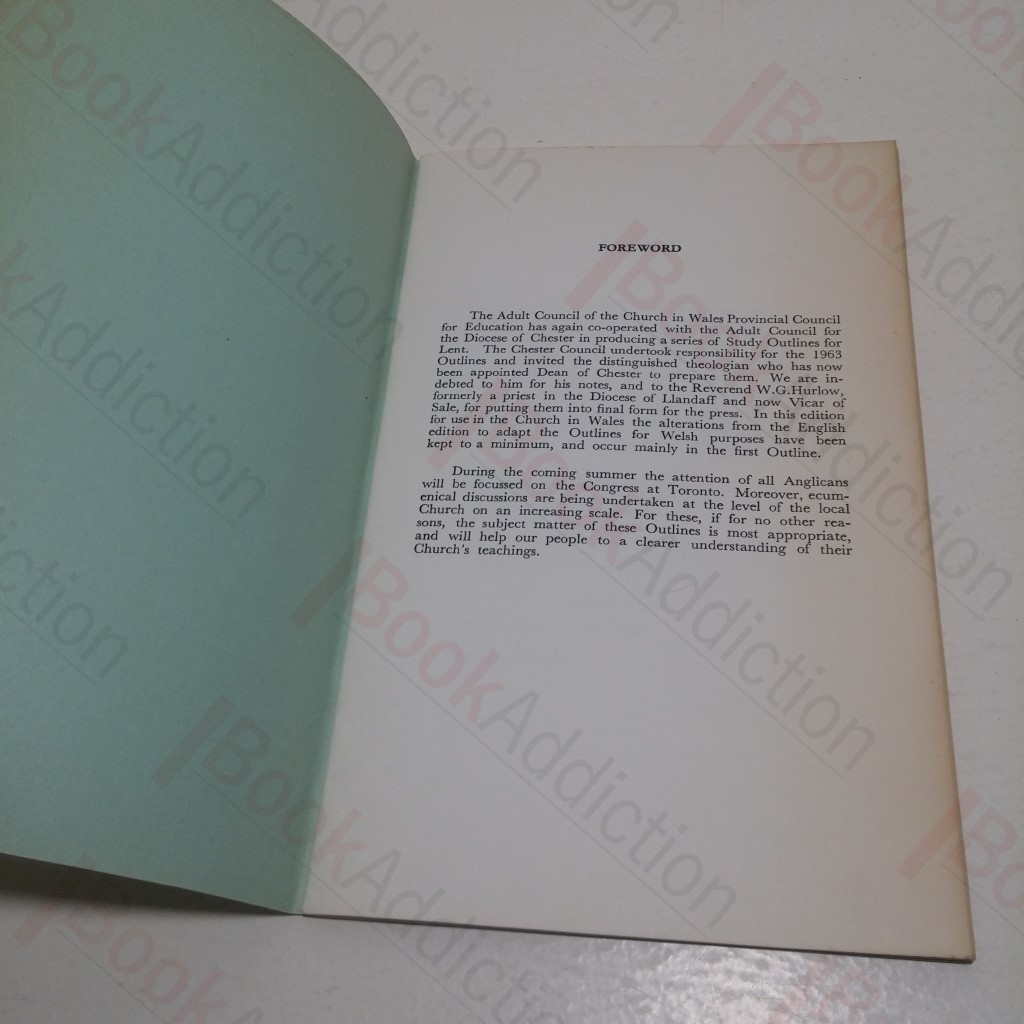 FOREWORD
The Adult Council of the Church in Wales Provincial Council
for Education has again co-operated with the Adult Council for
the Diocese of Chester in producing a series of Study Outlines for
Lent. The Chester Council undertook responsibility for the 1963
Outlines and invited the distinguished theologian who has now
been appointed Dean of Chester to prepare them. We are in-
debted to him for his notes, and to the Reverend W.G.Hurlow,
formerly a priest in the Diocese of Llandaff and now Vicar of
Sale, for putting them into final form for the press. In this edition
for use in the Church in Wales the alterations from the English
edition to adapt the Outlines for Welsh purposes have been
kept to a minimum, and occur mainly in the first Outline.
During the coming summer the attention of all Anglicans
will be focussed on the Congress at Toronto. Moreover, ecum-
enical discussions are being undertaken at the level of the local
Church on an increasing scale. For these, if for no other rea-
sons, the subject matter of these Outlines is most appropriate,
and will help our people to a clearer understanding of their
Church's teachings.
BookAddiction